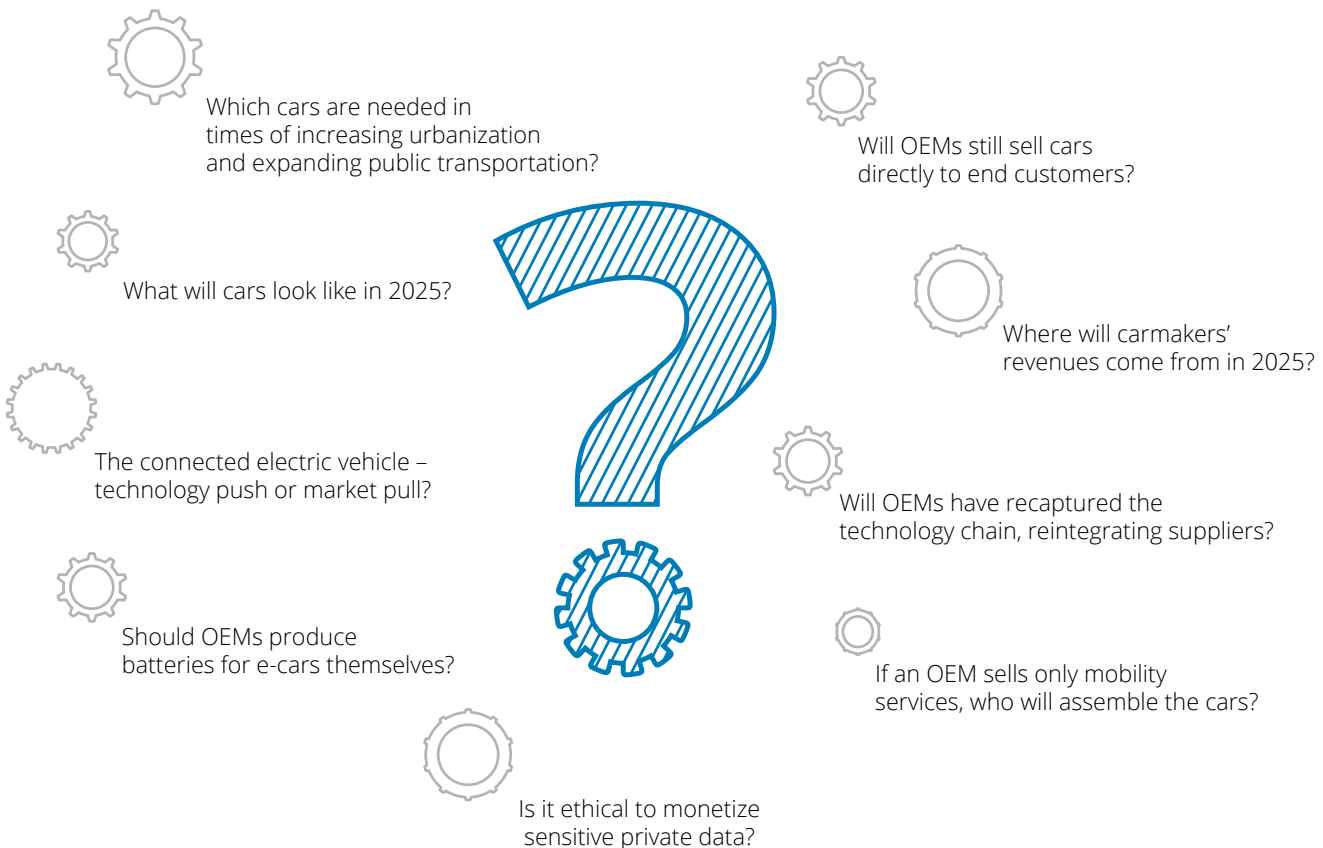 Which cars are needed in
times of increasing urbanization
and expanding public transportation?
Will OEMs still sell cars
directly to end customers?
What will cars look like in 2025?
Where will carmakers’
revenues come from in 2025?
The connected electric vehicle –
technology push or market pull?
Will OEMs have recaptured the
technology chain, reintegrating suppliers?
Should OEMs produce
batteries for e-cars themselves?
If an OEM sells only mobility
services, who will assemble the cars?
Is it ethical to monetize
sensitive private data?